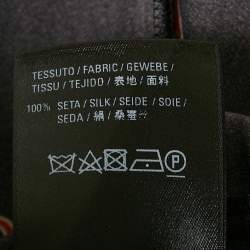 TESSUTO / FABRIC / GEWEBE /
TISSU / TEJIDO / 表地 / 面料
100% SETA / SILK / SEIDE / SOIE /
SEDA / 絹 / 桑蚕丝 /
P